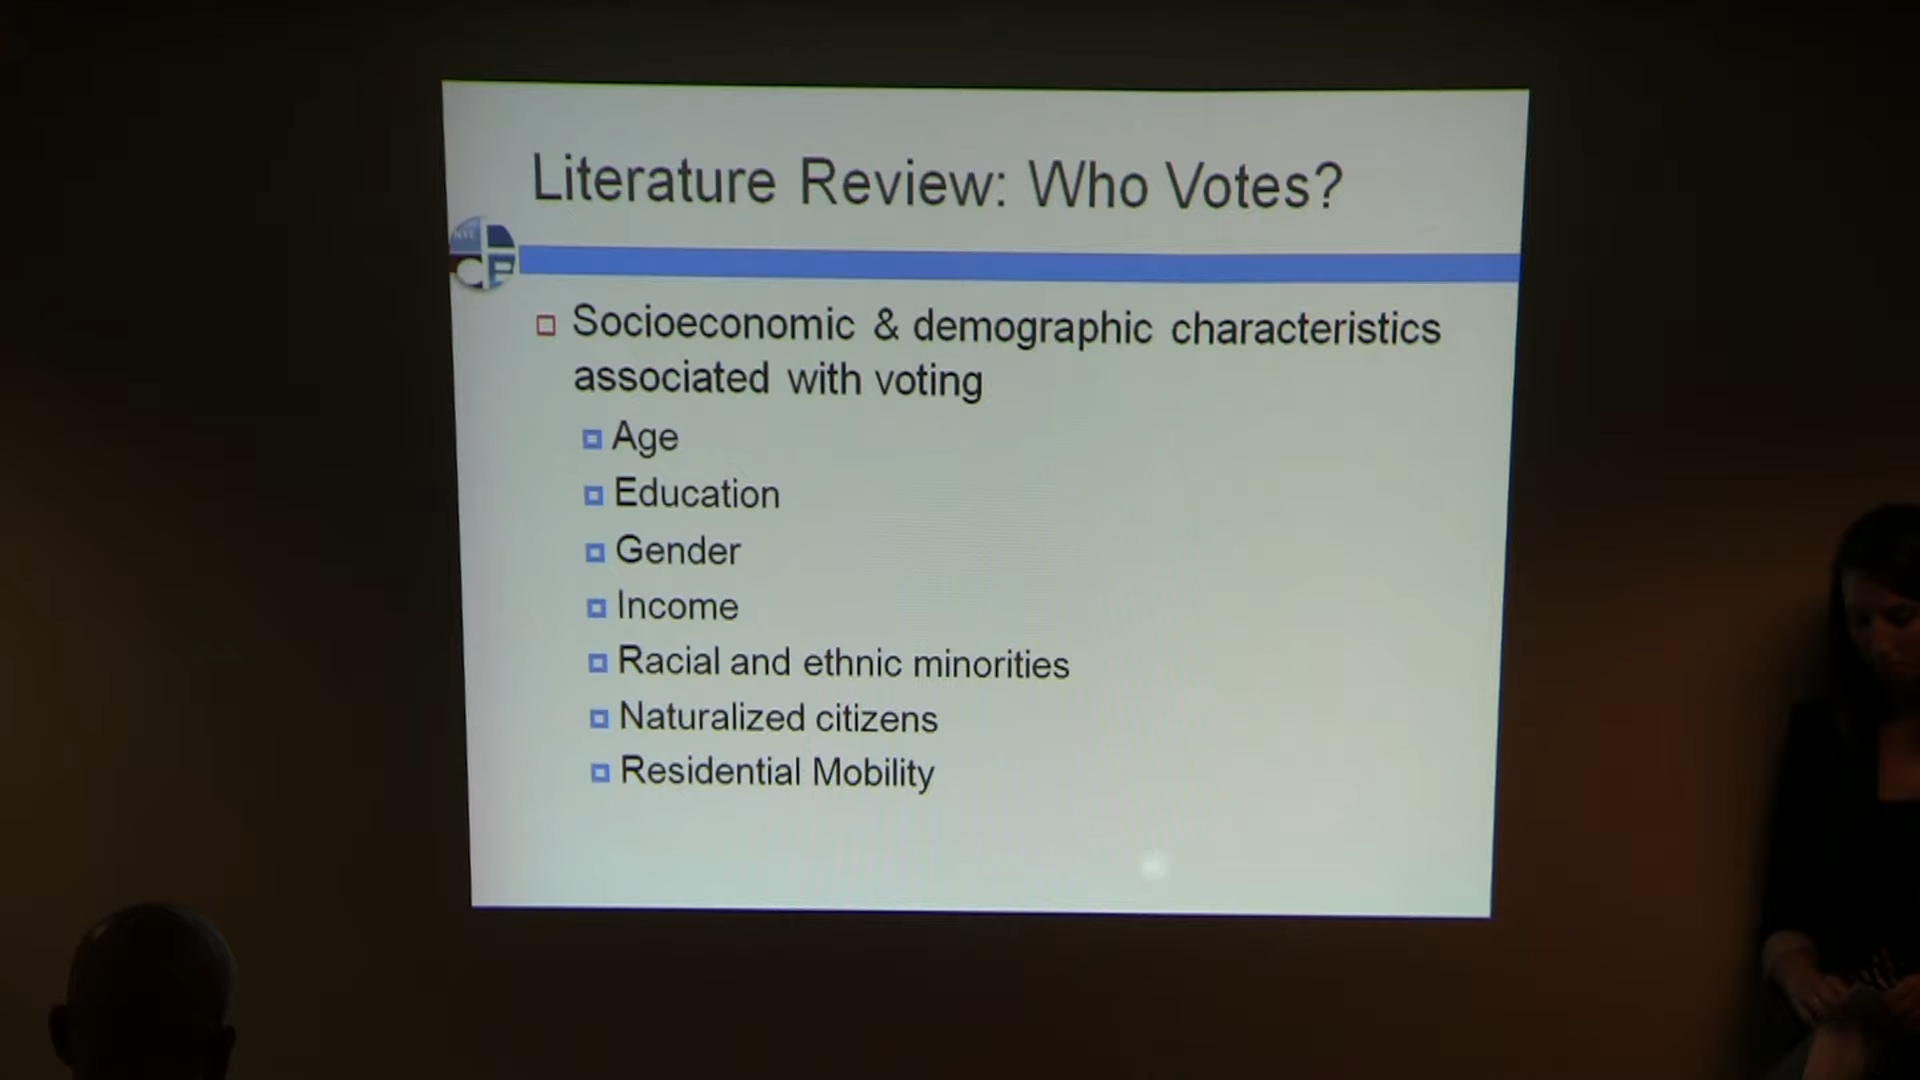 Literature Review: Who Votes?
NYC
Socioeconomic & demographic characteristics
associated with voting
Age
Education
Gender
Income
Racial and ethnic minorities
Naturalized citizens
Residential Mobility